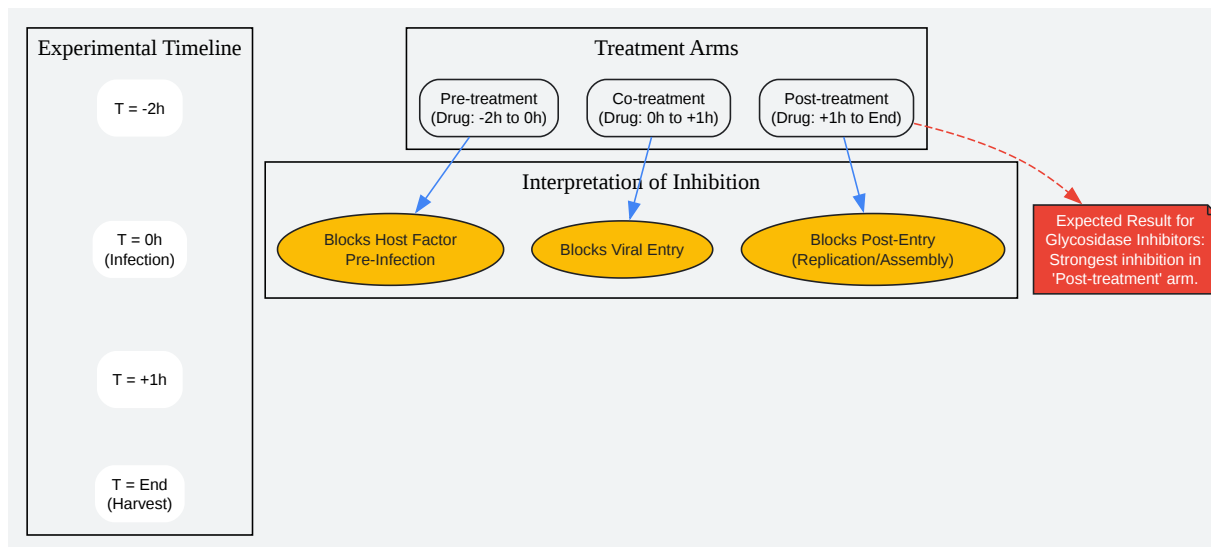 Experimental Timeline
T = -2h
T = 0h
(Infection)
T = +1h
T = End
(Harvest)
Treatment Arms
Pre-treatment
(Drug: -2h to 0h)
Co-treatment
(Drug: 0h to +1h)
Post-treatment
(Drug: +1h to End)
Interpretation of Inhibition
Blocks Host Factor
Pre-Infection
Blocks Viral Entry
Blocks Post-Entry
(Replication/Assembly)
Expected Result for
Glycosidase Inhibitors:
Strongest inhibition in
'Post-treatment' arm.